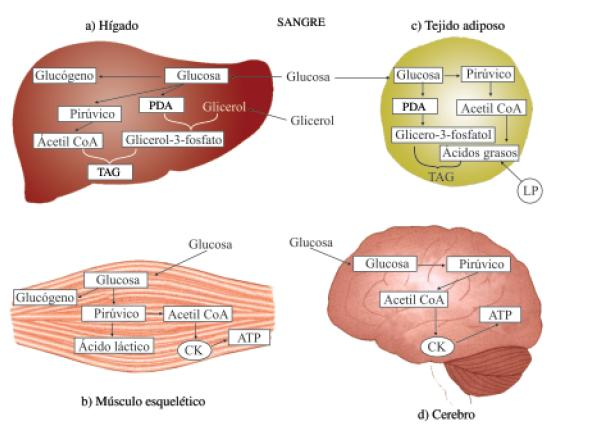 a) Hígado
SANGRE
c) Tejido adiposo
Glucógeno
Glucosa
Glucosa
Glucosa
Pirúvico
Pirúvico
PDA
Glicerol
PDA
Acetil CoA
Glicerol
Acetil CoA
Glicerol-3-fosfato
Glicero-3-fosfatol
Ácidos grasos
TAG
TAG
LP
Glucosa
Glucosa
Glucosa
Glucosa
Pirúvico
Glucógeno
Acetil CoA
Pirúvico
Acetil CoA
ATP
Ácido láctico
CK
ATP
CK
b) Músculo esquelético
d) Cerebro